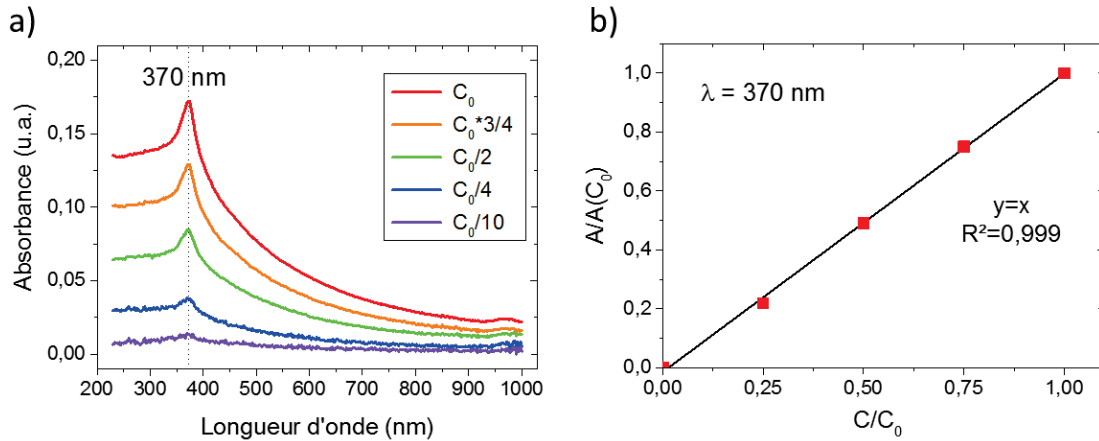 a)
0,20
0,15
0,10
0,05
0,00
Absorbance (u.a.)
370 nm
C₀
C₀*3/4
C₀/2
C₀/4
C₀/10
200 300 400 500 600 700 800 900 1000
Longueur d'onde (nm)
b)
1,0
0,8
0,6
0,4
0,2
0,0
A/A(C₀)
λ = 370 nm
y=x
R²=0,999
0,00 0,25 0,50 0,75 1,00
C/C₀